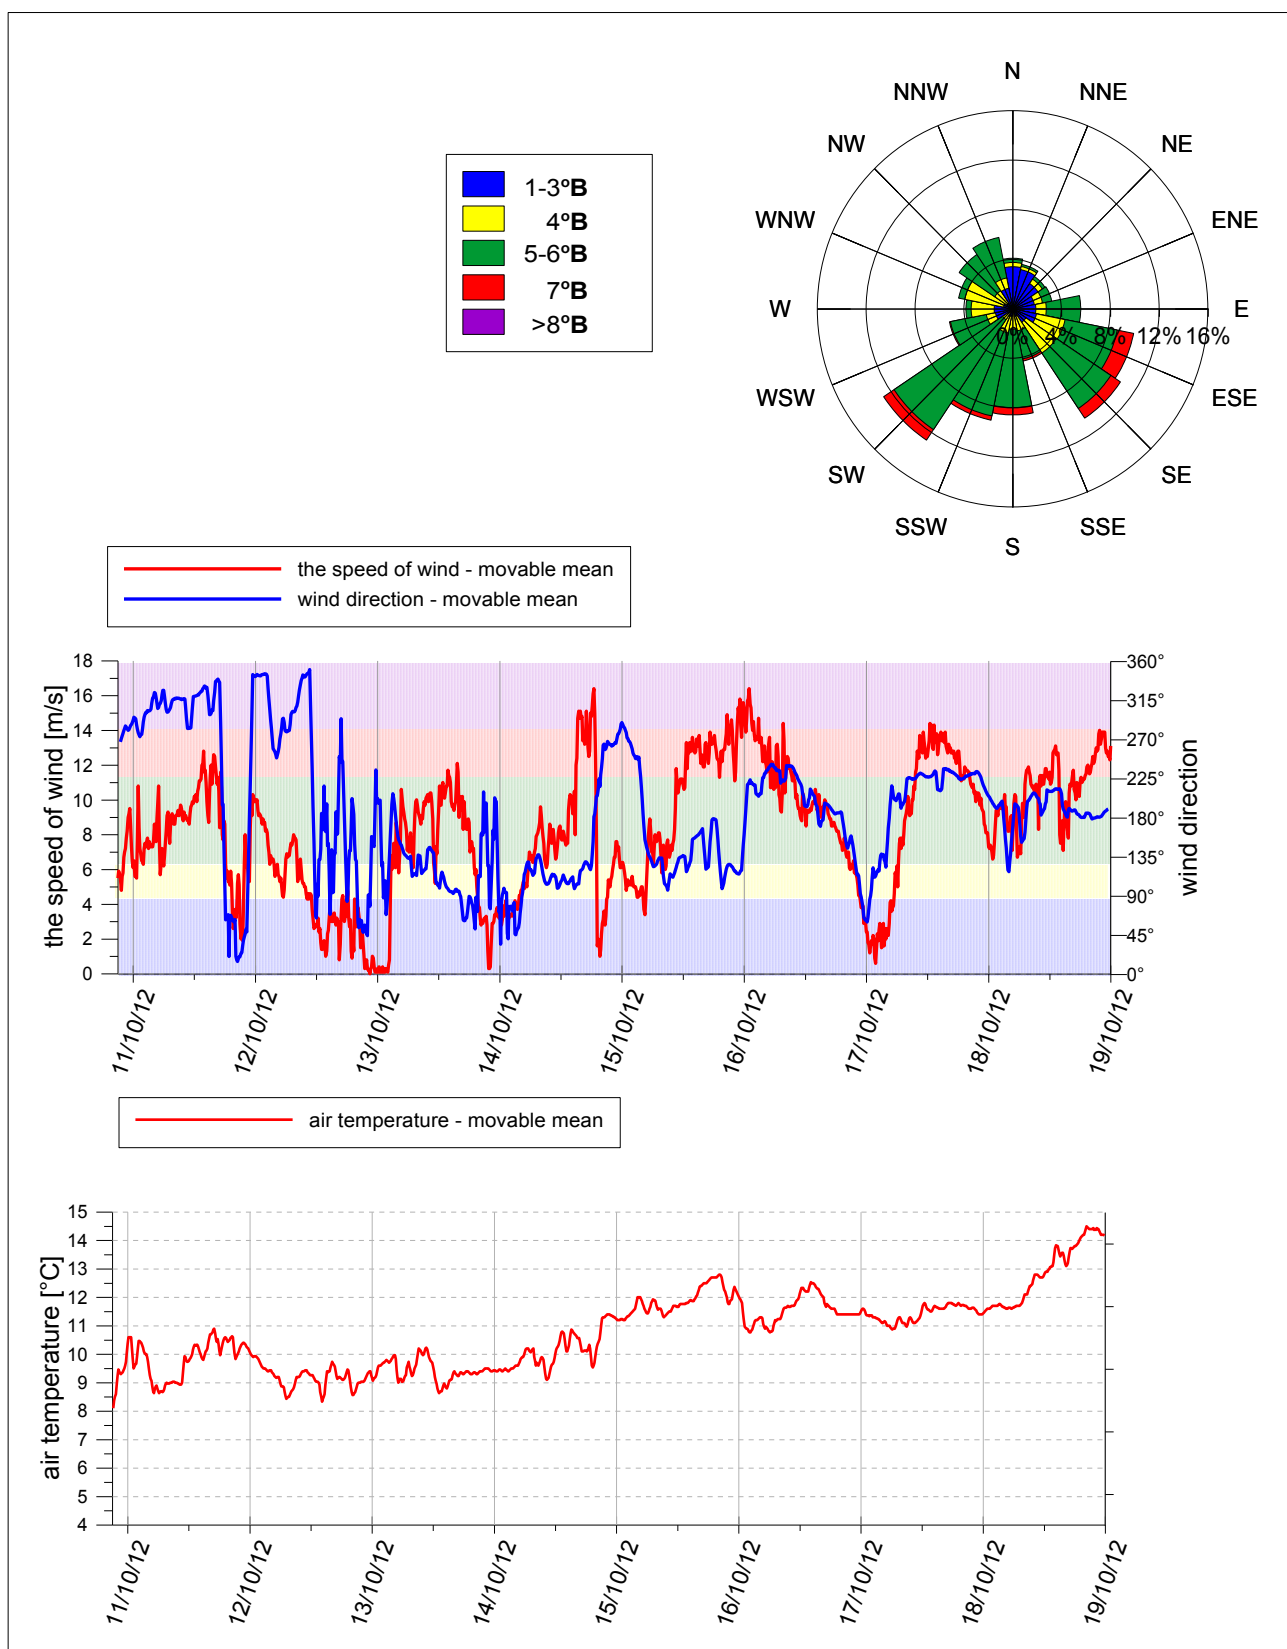 N
NNW
NNE
NW
NE
WNW
ENE
W
E
0%
4%
8%
12%
16%
WSW
ESE
SW
SE
SSW
SSE
S
1-3ºB
4ºB
5-6ºB
7ºB
>8ºB
the speed of wind - movable mean
wind direction - movable mean
the speed of wind [m/s]
18
16
14
12
10
8
6
4
2
0
360°
315°
270°
225°
180°
135°
90°
45°
0°
wind direction
11/10/12
12/10/12
13/10/12
14/10/12
15/10/12
16/10/12
17/10/12
18/10/12
19/10/12
air temperature - movable mean
air temperature [°C]
15
14
13
12
11
10
9
8
7
6
5
4
11/10/12
12/10/12
13/10/12
14/10/12
15/10/12
16/10/12
17/10/12
18/10/12
19/10/12